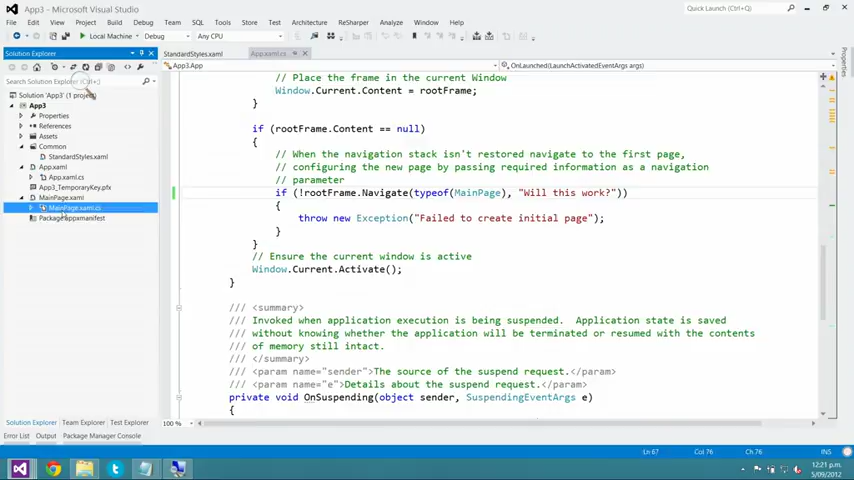 App3 - Microsoft Visual Studio
Quick Launch (Ctrl+Q)
File Edit View Project Build Debug Team SQL Tools Store Test Architecture ReSharper Analyze Window Help
Local Machine Debug Any CPU
Solution Explorer
StandardStyles.xaml App.xaml.cs
App3.App OnLaunched(LaunchActivatedEventArgs args)
Search Solution Explorer (Ctrl+;)
Solution 'App3' (1 project)
App3
Properties
References
Assets
Common
StandardStyles.xaml
App.xaml
App.xaml.cs
App3_TemporaryKey.pfx
MainPage.xaml
MainPage.xaml.cs
Package.appxmanifest
// Place the frame in the current Window
Window.Current.Content = rootFrame;
}
if (rootFrame.Content == null)
{
// When the navigation stack isn't restored navigate to the first page,
// configuring the new page by passing required information as a navigation
// parameter
if (!rootFrame.Navigate(typeof(MainPage), "Will this work?"))
{
throw new Exception("Failed to create initial page");
}
}
// Ensure the current window is active
Window.Current.Activate();
}
/// <summary>
/// Invoked when application execution is being suspended.  Application state is saved
/// without knowing whether the application will be terminated or resumed with the contents
/// of memory still intact.
/// </summary>
/// <param name="sender">The source of the suspend request.</param>
/// <param name="e">Details about the suspend request.</param>
private void OnSuspending(object sender, SuspendingEventArgs e)
{
Properties
100 %
Solution Explorer Team Explorer Test Explorer
Error List Output Package Manager Console
Ln 67 Col 76 Ch 76 INS
12:21 p.m.
5/09/2012